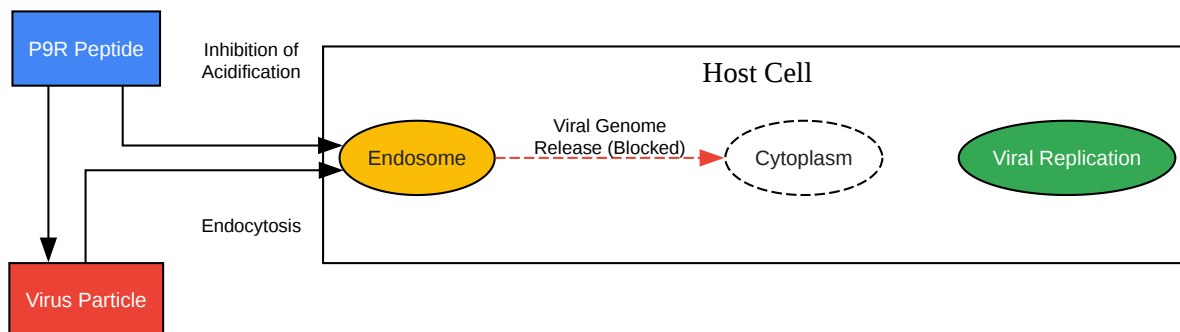 P9R Peptide
Inhibition of
Acidification
Host Cell
Viral Genome
Release (Blocked)
Endosome
Cytoplasm
Viral Replication
Endocytosis
Virus Particle